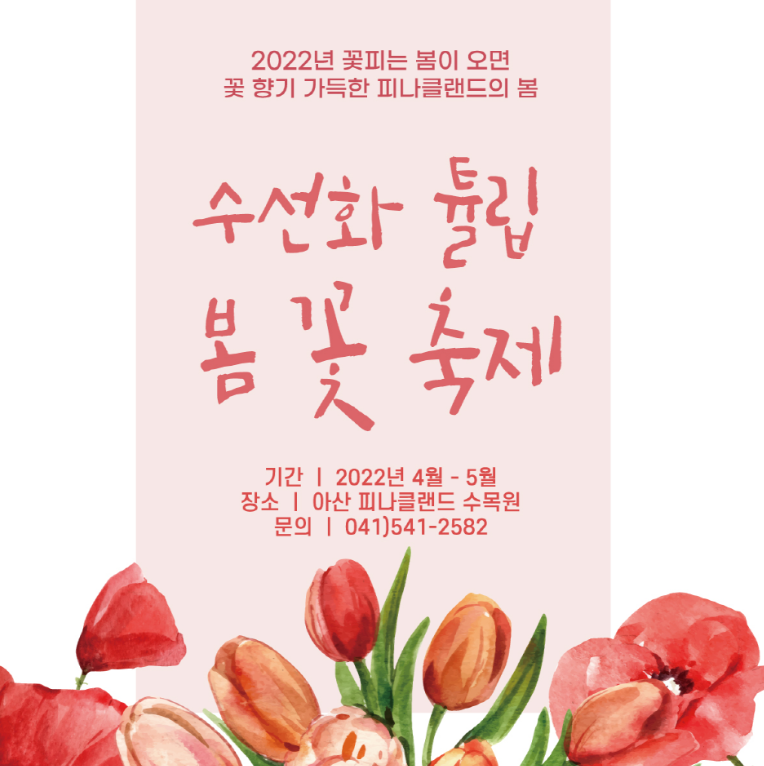 2022년 꽃피는 봄이 오면
꽃 향기 가득한 피나클랜드의 봄
수선화 튤립
봄 꽃 축제
기간 ㅣ 2022년 4월 - 5월
장소 ㅣ 아산 피나클랜드 수목원
문의 ㅣ 041)541-2582